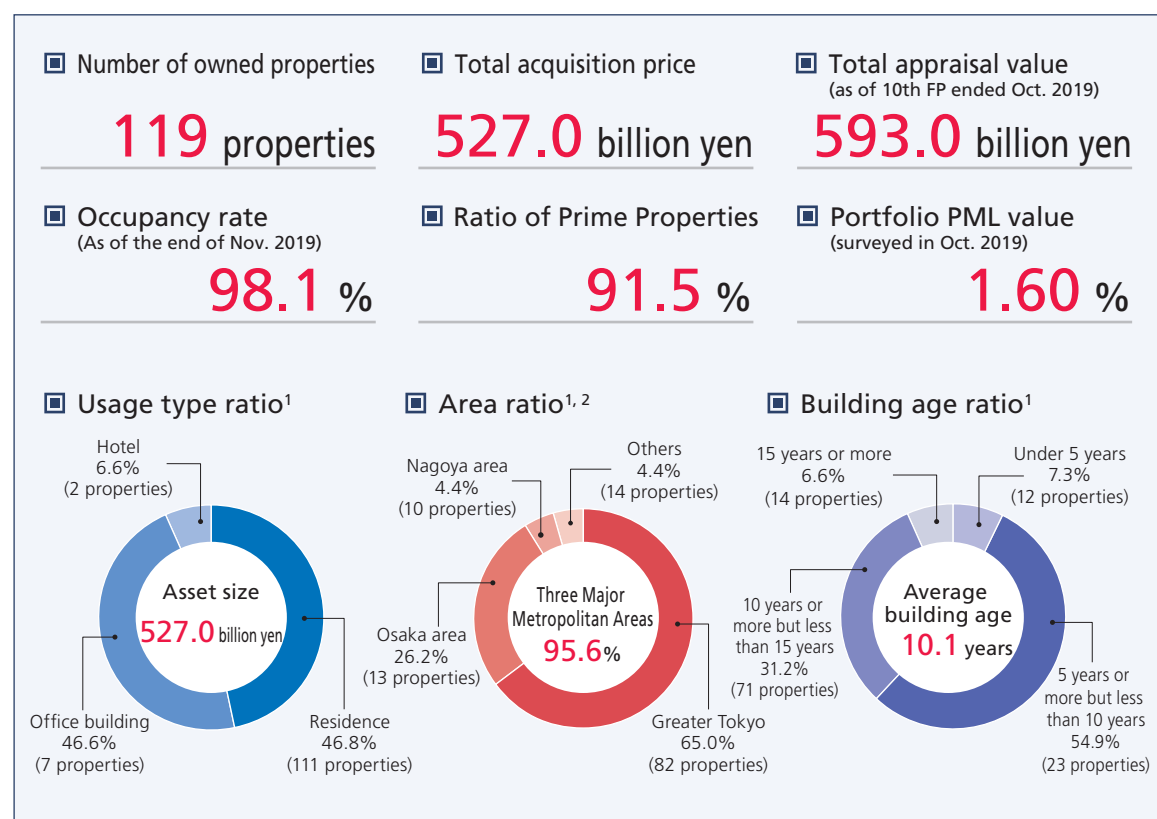 Number of owned properties
119 properties
Total acquisition price
527.0 billion yen
Total appraisal value
(as of 10th FP ended Oct. 2019)
593.0 billion yen
Occupancy rate
(As of the end of Nov. 2019)
98.1 %
Ratio of Prime Properties
91.5 %
Portfolio PML value
(surveyed in Oct. 2019)
1.60 %
Usage type ratio1
Hotel
6.6%
(2 properties)
Asset size
527.0 billion yen
Office building
46.6%
(7 properties)
Residence
46.8%
(111 properties)
Area ratio1, 2
Nagoya area
4.4%
(10 properties)
Others
4.4%
(14 properties)
Three Major
Metropolitan Areas
95.6%
Osaka area
26.2%
(13 properties)
Greater Tokyo
65.0%
(82 properties)
Building age ratio1
15 years or more
6.6%
(14 properties)
Under 5 years
7.3%
(12 properties)
Average
building age
10.1 years
10 years or
more but less
than 15 years
31.2%
(71 properties)
5 years or
more but less
than 10 years
54.9%
(23 properties)